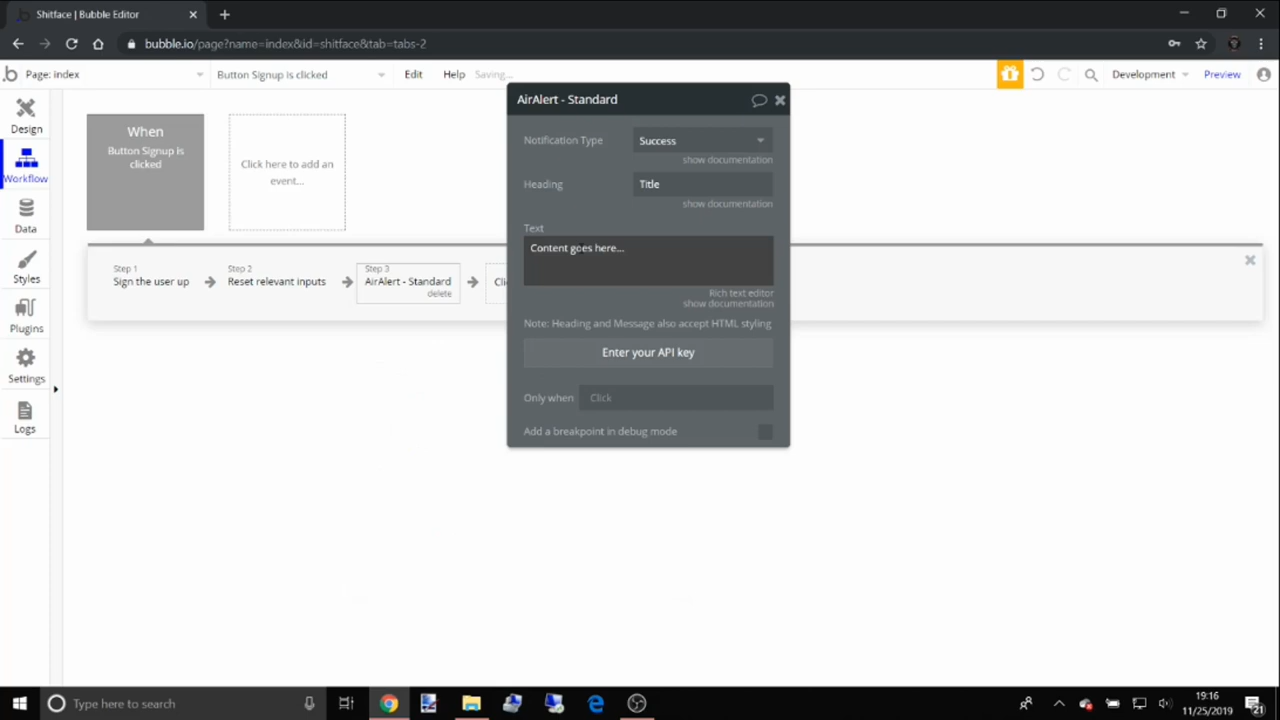 Shitface | Bubble Editor
bubble.io/page?name=index&id=shitface&tab=tabs-2
Page: index
Button Signup is clicked
Edit
Help
Saving...
Development
Preview
Design
Workflow
Data
Styles
Plugins
Settings
Logs
When
Button Signup is
clicked
Click here to add an
event...
Step 1
Sign the user up
Step 2
Reset relevant inputs
Step 3
AirAlert - Standard
delete
Cli
AirAlert - Standard
Notification Type
Success
show documentation
Heading
Title
show documentation
Text
Content goes here...
Rich text editor
show documentation
Note: Heading and Message also accept HTML styling
Enter your API key
Only when
Click
Add a breakpoint in debug mode
Type here to search
19:16
11/25/2019
21